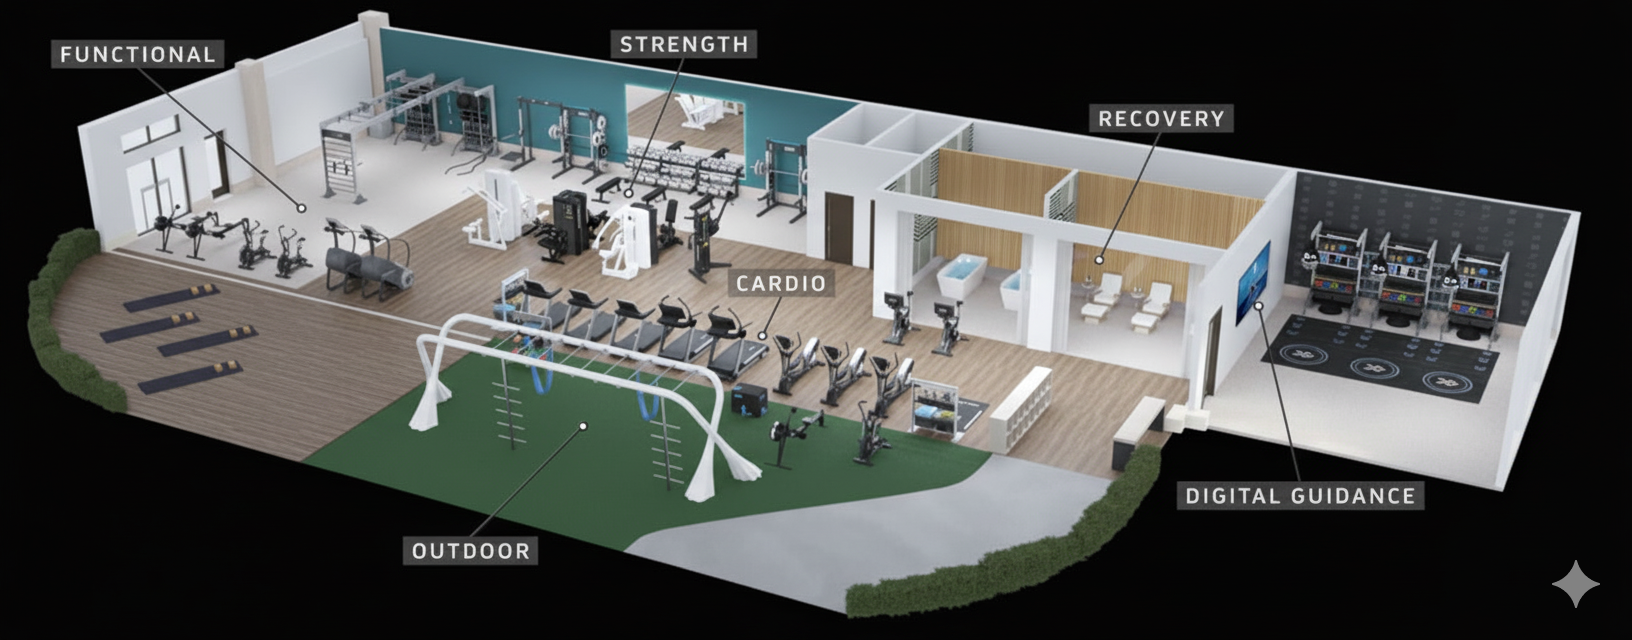 FUNCTIONAL
STRENGTH
RECOVERY
CARDIO
DIGITAL GUIDANCE
OUTDOOR